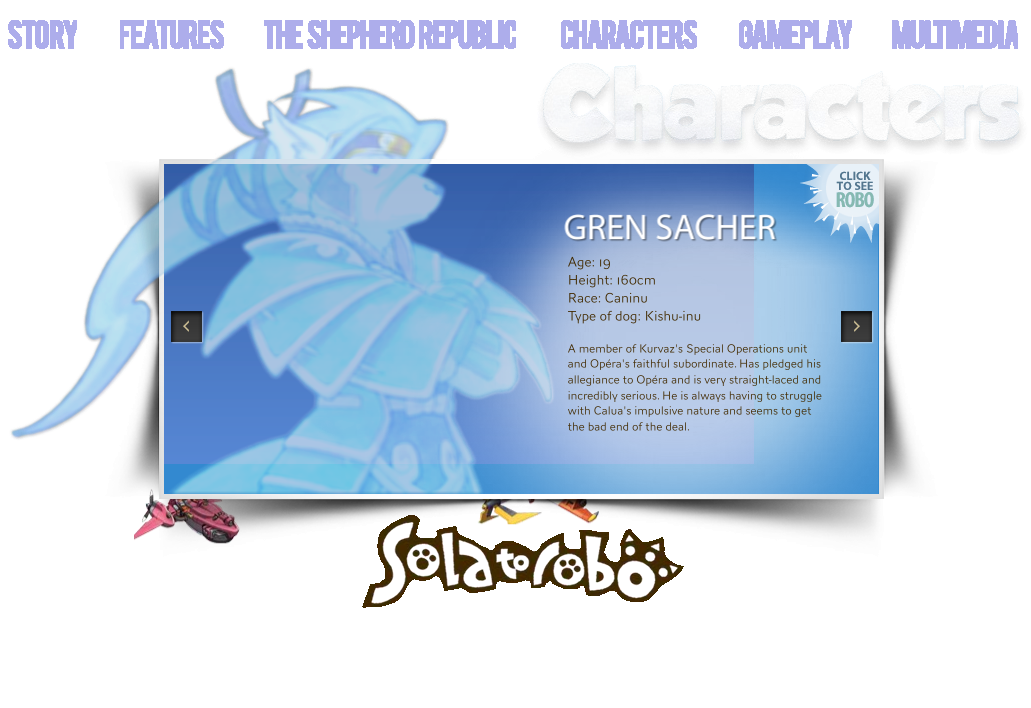 STORY FEATURES THE SHEPHERD REPUBLIC CHARACTERS GAMEPLAY MULTIMEDIA
Characters
CLICK
TO SEE
ROBO
GREN SACHER
Age: 19
Height: 160cm
Race: Caninu
Type of dog: Kishu-inu
A member of Kurvaz's Special Operations unit
and Opéra's faithful subordinate. Has pledged his
allegiance to Opéra and is very straight-laced and
incredibly serious. He is always having to struggle
with Calua's impulsive nature and seems to get
the bad end of the deal.
Solatorobo